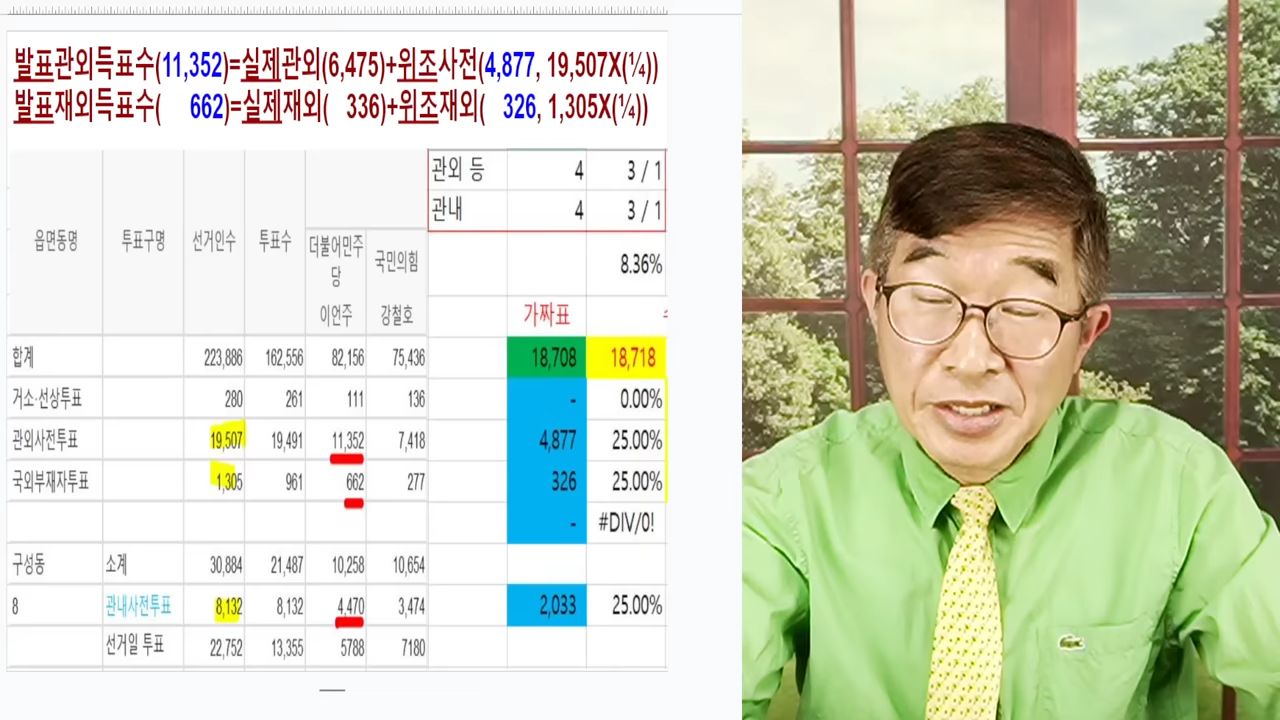 발표관외득표수(11,352)=실제관외(6,475)+위조사전(4,877, 19,507X(¼))
발표재외득표수( 662)=실제재외( 336)+위조재외( 326, 1,305X(¼))
관외 등 4 3 / 1
관내 4 3 / 1
읍면동명 투표구명 선거인수 투표수 더불어민주당 이언주 국민의힘 강철호
8.36%
가짜표
합계 223,886 162,556 82,156 75,436 18,708 18,718
거소·선상투표 280 261 111 136 - 0.00%
관외사전투표 19,507 19,491 11,352 7,418 4,877 25.00%
국외부재자투표 1,305 961 662 277 326 25.00%
- #DIV/0!
구성동 소계 30,884 21,487 10,258 10,654
8 관내사전투표 8,132 8,132 4,470 3,474 2,033 25.00%
선거일 투표 22,752 13,355 5788 7180